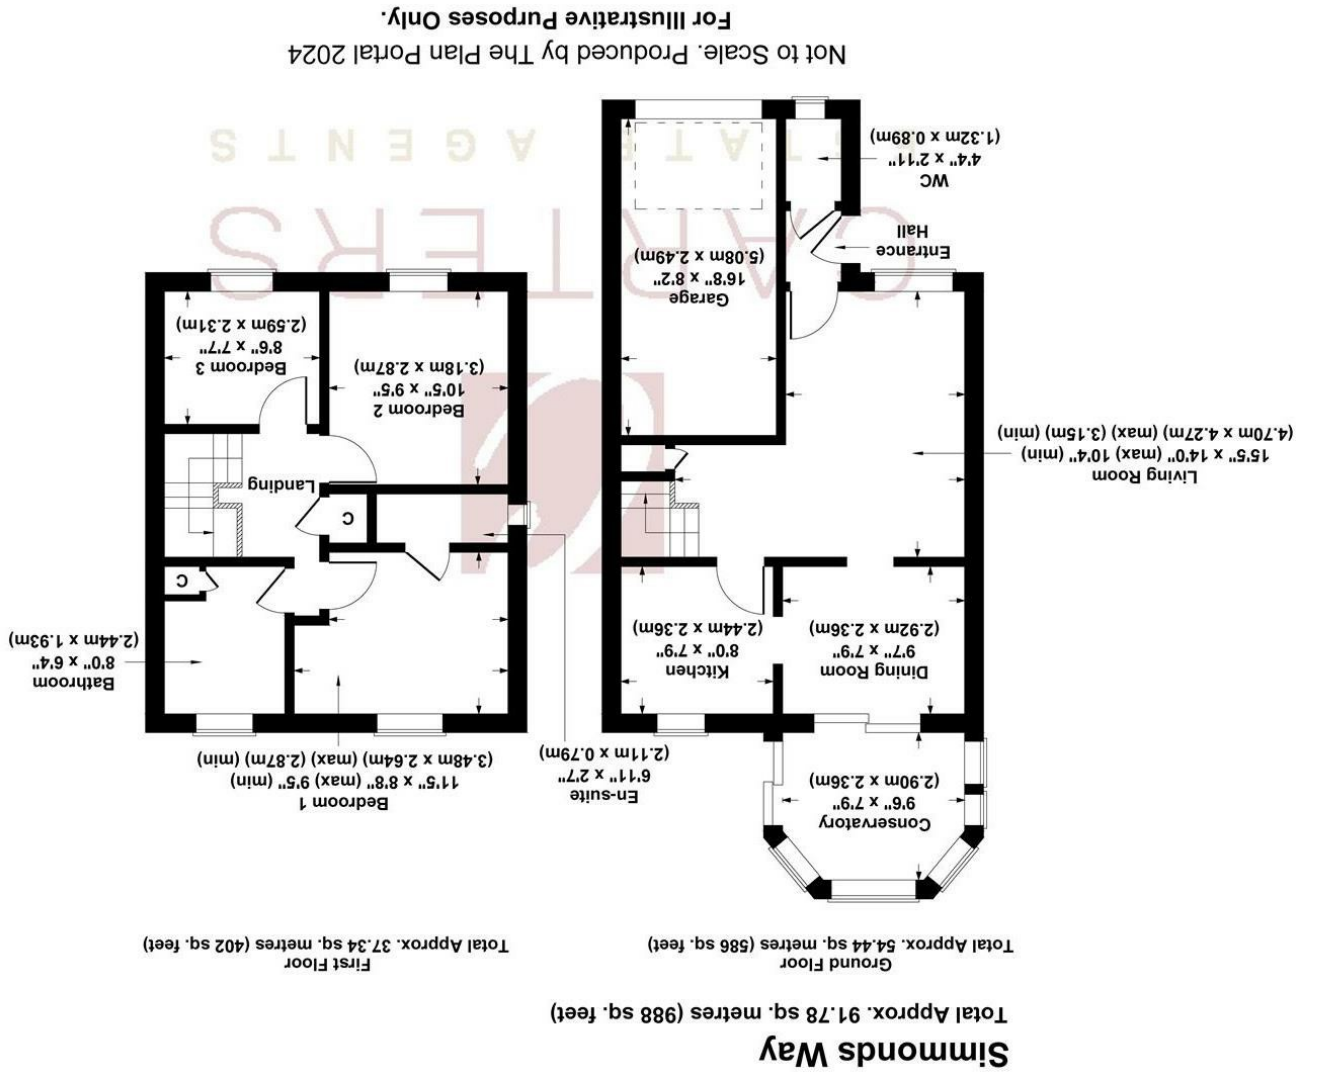 Simmonds Way
Total Approx. 91.78 sq. metres (988 sq. feet)
Ground Floor
Total Approx. 54.44 sq. metres (586 sq. feet)
First Floor
Total Approx. 37.34 sq. metres (402 sq. feet)
Conservatory
9'6" x 7'9"
(2.90m x 2.36m)
Dining Room
9'7" x 7'9"
(2.92m x 2.36m)
Kitchen
8'0" x 7'9"
(2.44m x 2.36m)
Living Room
15'5" x 14'0" (max) 10'4" (min)
(4.70m x 4.27m) (max) (3.15m) (min)
Entrance
Hall
Garage
16'8" x 8'2"
(5.08m x 2.49m)
WC
4'4" x 2'11"
(1.32m x 0.89m)
En-suite
6'11" x 2'7"
(2.11m x 0.79m)
Bedroom 1
11'5" x 8'8" (max) 9'5" (min)
(3.48m x 2.64m) (max) (2.87m) (min)
Bathroom
8'0" x 6'4"
(2.44m x 1.93m)
C
C
Landing
Bedroom 2
10'5" x 9'5"
(3.18m x 2.87m)
Bedroom 3
8'6" x 7'7"
(2.59m x 2.31m)
CARTERS
ESTATE AGENTS
Not to Scale. Produced by The Plan Portal 2024
For Illustrative Purposes Only.